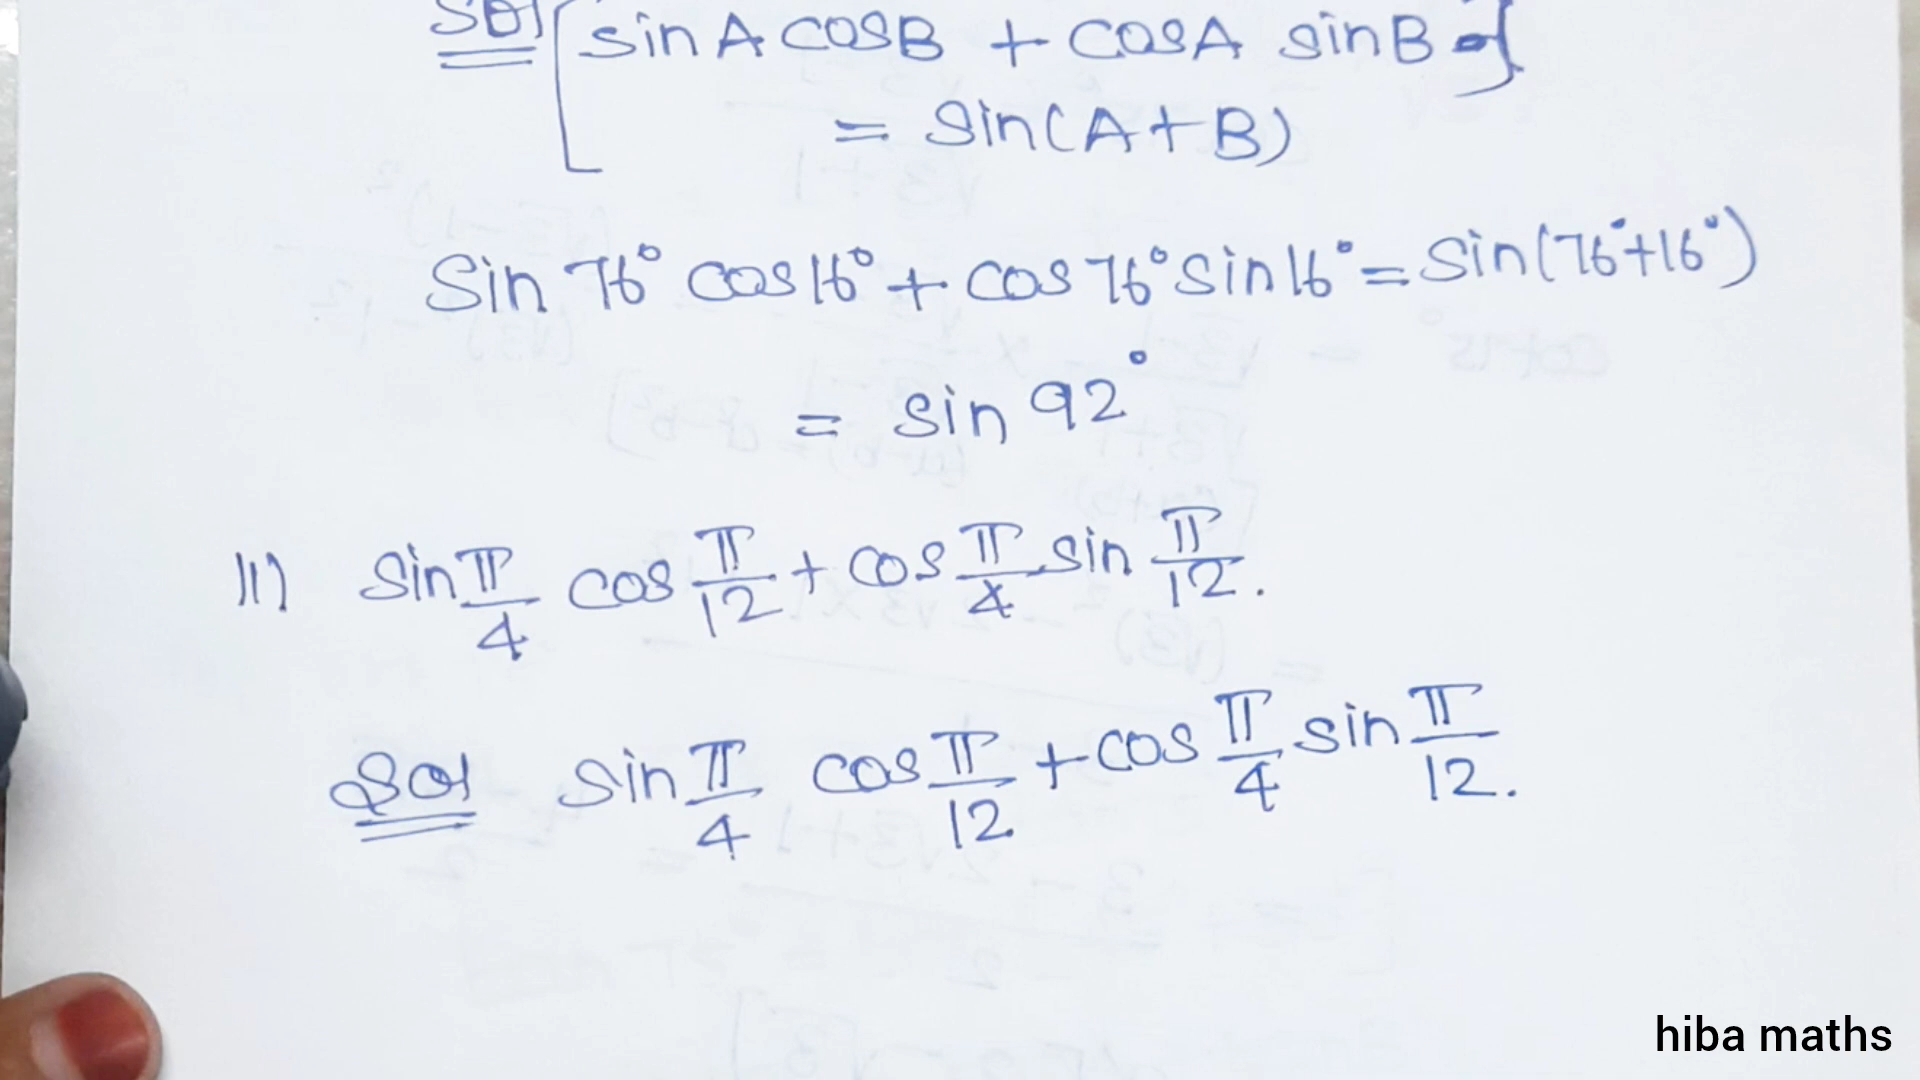 Sol [sin A cos B + cos A sin B]
= Sin(A+B)
Sin 76° cos 16° + cos 76° sin 16° = Sin(76°+16°)
= Sin 92°
II) Sin π/4 cos π/12 + cos π/4 sin π/12.
Sol Sin π/4 cos π/12 + cos π/4 sin π/12.
hiba maths